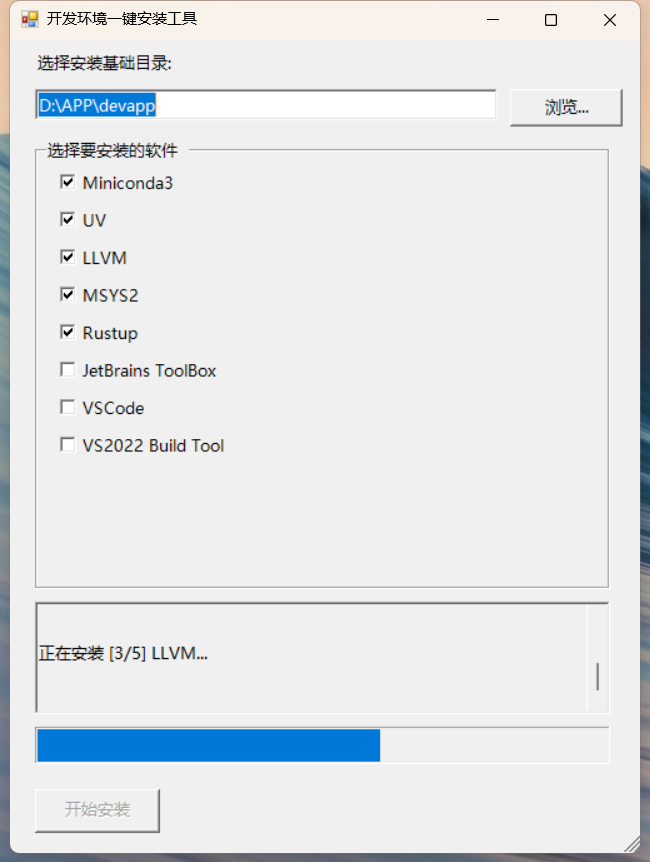 开发环境一键安装工具
选择安装基础目录:
D:\APP\devapp
浏览...
选择要安装的软件
Miniconda3
UV
LLVM
MSYS2
Rustup
JetBrains ToolBox
VSCode
VS2022 Build Tool
正在安装 [3/5] LLVM...
开始安装